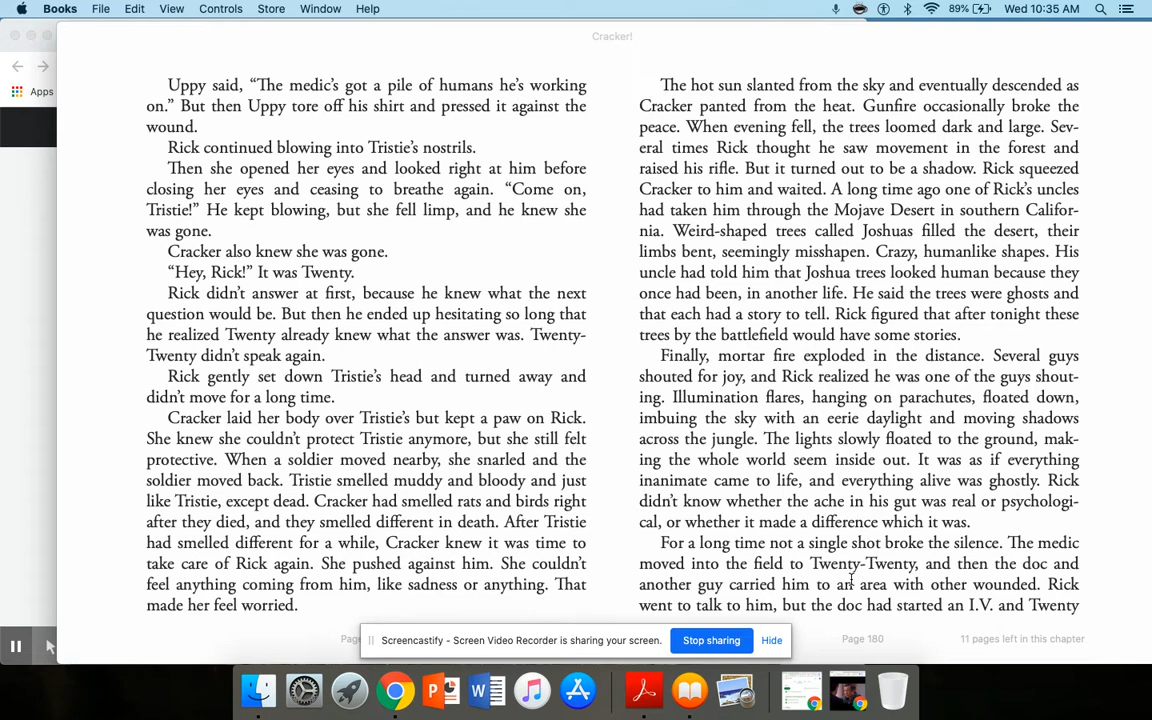 Books File Edit View Collections Store Window Help 89% Wed 10:35 AM
Cracker!
Apps
Uppy said, “The medic’s got a pile of humans he’s working
on.” But then Uppy tore off his shirt and pressed it against the
wound.
Rick continued blowing into Tristie’s nostrils.
Then she opened her eyes and looked right at him before
closing her eyes and ceasing to breathe again. “Come on,
Tristie!” He kept blowing, but she fell limp, and he knew she
was gone.
Cracker also knew she was gone.
“Hey, Rick!” It was Twenty.
Rick didn’t answer at first, because he knew what the next
question would be. But then he ended up hesitating so long that
he realized Twenty already knew what the answer was. Twenty-
Twenty didn’t speak again.
Rick gently set down Tristie’s head and turned away and
didn’t move for a long time.
Cracker laid her body over Tristie’s but kept a paw on Rick.
She knew she couldn’t protect Tristie anymore, but she still felt
protective. When a soldier moved nearby, she snarled and the
soldier moved back. Tristie smelled muddy and bloody and just
like Tristie, except dead. Cracker had smelled rats and birds right
after they died, and they smelled different in death. After Tristie
had smelled different for a while, Cracker knew it was time to
take care of Rick again. She pushed against him. She couldn’t
feel anything coming from him, like sadness or anything. That
made her feel worried.
The hot sun slanted from the sky and eventually descended as
Cracker panted from the heat. Gunfire occasionally broke the
peace. When evening fell, the trees loomed dark and large. Sev-
eral times Rick thought he saw movement in the forest and
raised his rifle. But it turned out to be a shadow. Rick squeezed
Cracker to him and waited. A long time ago one of Rick’s uncles
had taken him through the Mojave Desert in southern Califor-
nia. Weird-shaped trees called Joshuas filled the desert, their
limbs bent, seemingly misshapen. Crazy, humanlike shapes. His
uncle had told him that Joshua trees looked human because they
once had been, in another life. He said the trees were ghosts and
that each had a story to tell. Rick figured that after tonight these
trees by the battlefield would have some stories.
Finally, mortar fire exploded in the distance. Several guys
shouted for joy, and Rick realized he was one of the guys shout-
ing. Illumination flares, hanging on parachutes, floated down,
imbuing the sky with an eerie daylight and moving shadows
across the jungle. The lights slowly floated to the ground, mak-
ing the whole world seem inside out. It was as if everything
inanimate came to life, and everything alive was ghostly. Rick
didn’t know whether the ache in his gut was real or psychologi-
cal, or whether it made a difference which it was.
For a long time not a single shot broke the silence. The medic
moved into the field to Twenty-Twenty, and then the doc and
another guy carried him to an area with other wounded. Rick
went to talk to him, but the doc had started an I.V. and Twenty
Page 180
11 pages left in this chapter
Screencastify - Screen Video Recorder is sharing your screen. Stop sharing Hide